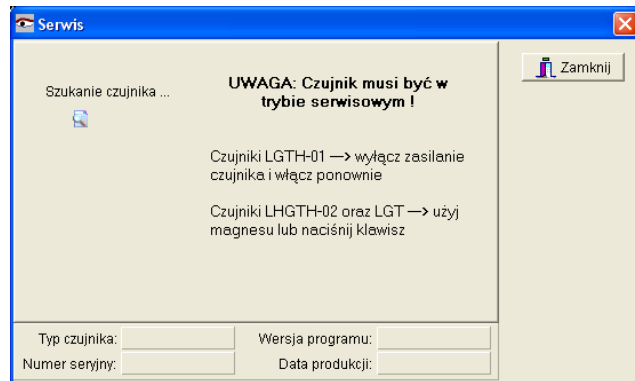 Serwis
Szukanie czujnika ...
UWAGA: Czujnik musi być w
trybie serwisowym !
Zamknij
Czujniki LGTH-01 —> wyłącz zasilanie
czujnika i włącz ponownie
Czujniki LHGTH-02 oraz LGT —> użyj
magnesu lub naciśnij klawisz
Typ czujnika:
Wersja programu:
Numer seryjny:
Data produkcji: